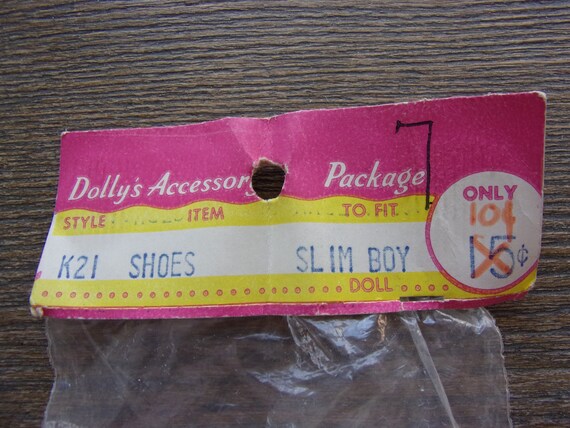 7
Dolly's Accessory Package
STYLE ITEM TO FIT
K21 SHOES SLIM BOY
DOLL
ONLY
10¢
15¢